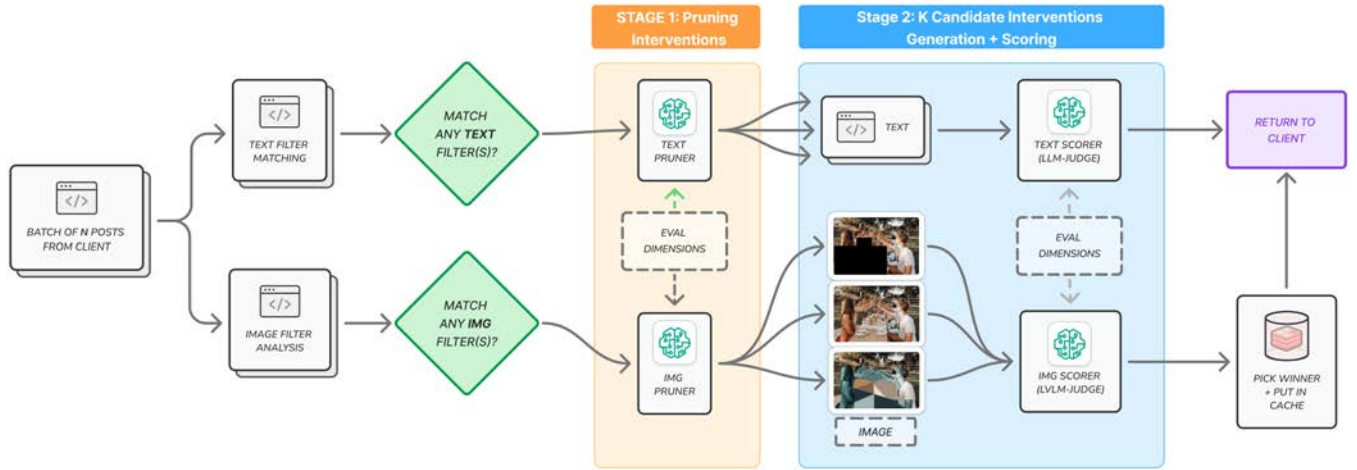 STAGE 1: Pruning
Interventions
Stage 2: K Candidate Interventions
Generation + Scoring
BATCH OF N POSTS
FROM CLIENT
</>
TEXT FILTER
MATCHING
</>
MATCH
ANY TEXT
FILTER(S)?
TEXT
PRUNER
</>
TEXT
TEXT SCORER
(LLM-JUDGE)
RETURN TO
CLIENT
</>
EVAL
DIMENSIONS
EVAL
DIMENSIONS
IMAGE FILTER
ANALYSIS
</>
MATCH
ANY IMG
FILTER(S)?
IMG
PRUNER
IMAGE
IMG SCORER
(LVLM-JUDGE)
PICK WINNER
+ PUT IN
CACHE